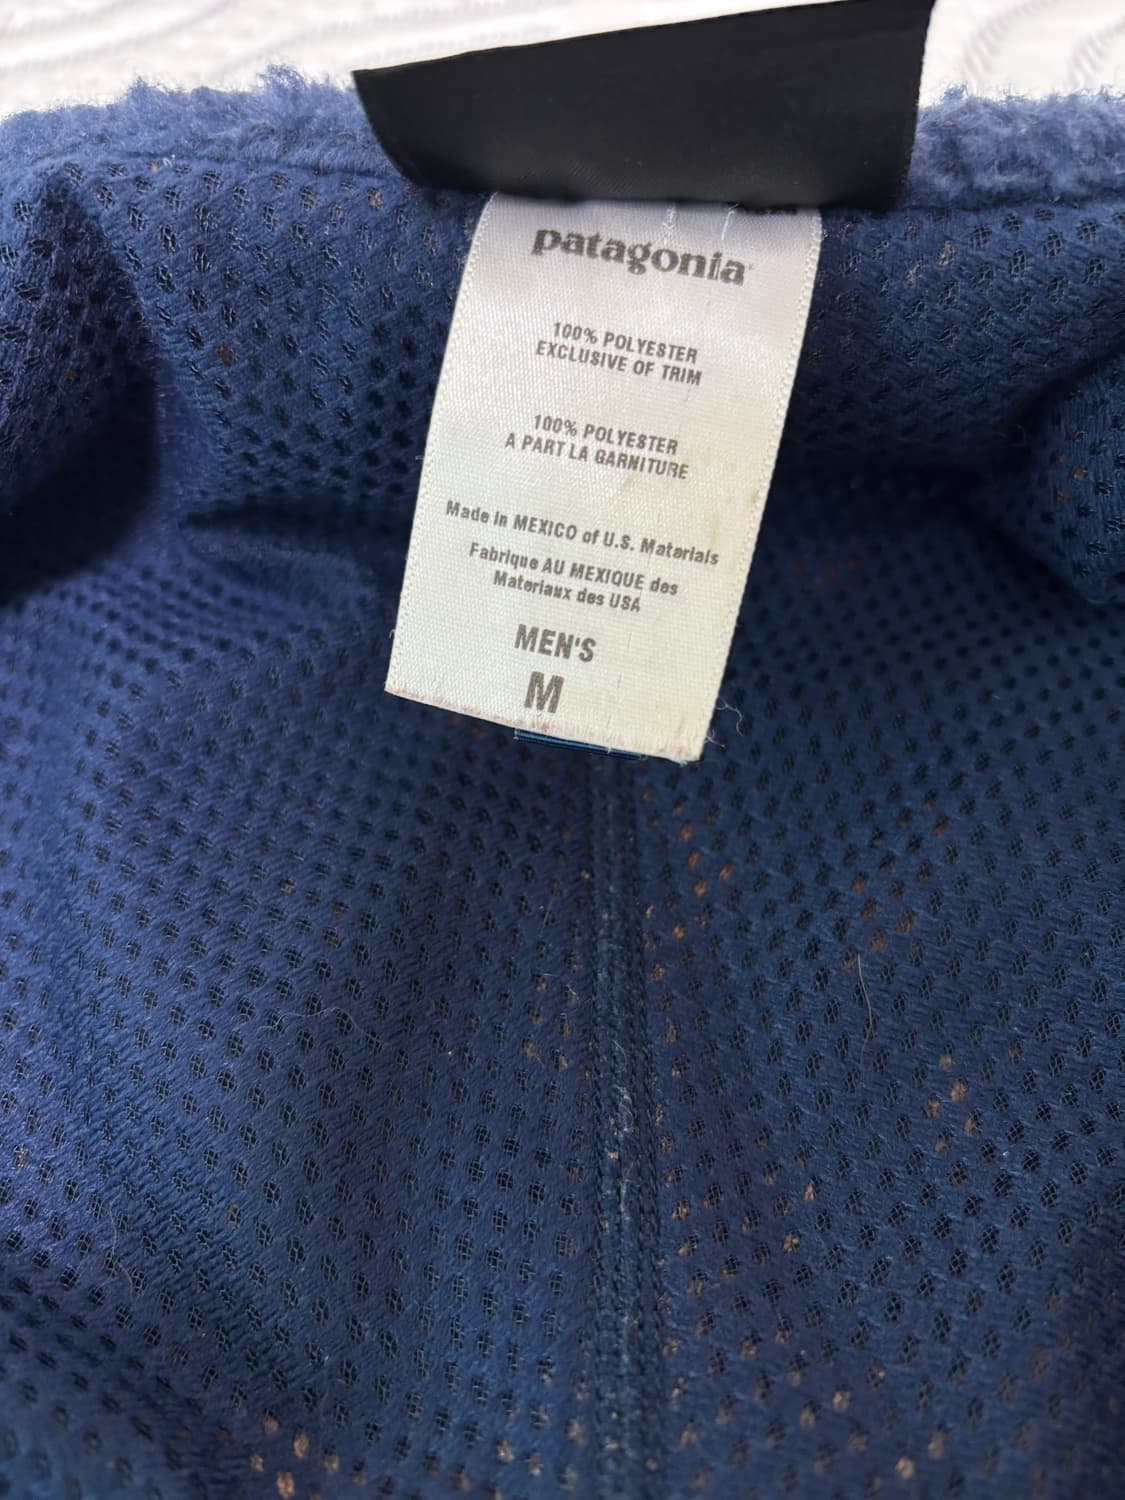 patagonia
100% POLYESTER
EXCLUSIVE OF TRIM
100% POLYESTER
A PART LA GARNITURE
Made in MEXICO of U.S. Materials
Fabrique AU MEXIQUE des
Materiaux des USA
MEN'S
M